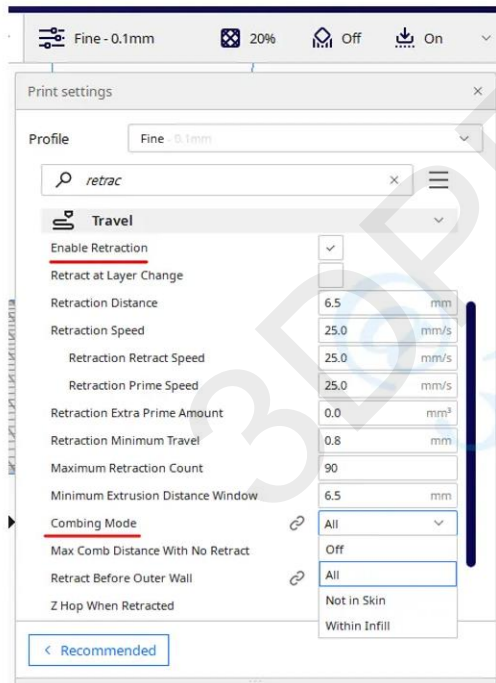 Fine - 0.1mm 20% Off On
Print settings ×
Profile Fine - 0.1mm
retrac ×
Travel
Enable Retraction
Retract at Layer Change
Retraction Distance 6.5 mm
Retraction Speed 25.0 mm/s
Retraction Retract Speed 25.0 mm/s
Retraction Prime Speed 25.0 mm/s
Retraction Extra Prime Amount 0.0 mm³
Retraction Minimum Travel 0.8 mm
Maximum Retraction Count 90
Minimum Extrusion Distance Window 6.5 mm
Combing Mode All
Max Comb Distance With No Retract Off
Retract Before Outer Wall All
Z Hop When Retracted Not in Skin
Within Infill
< Recommended
3DP